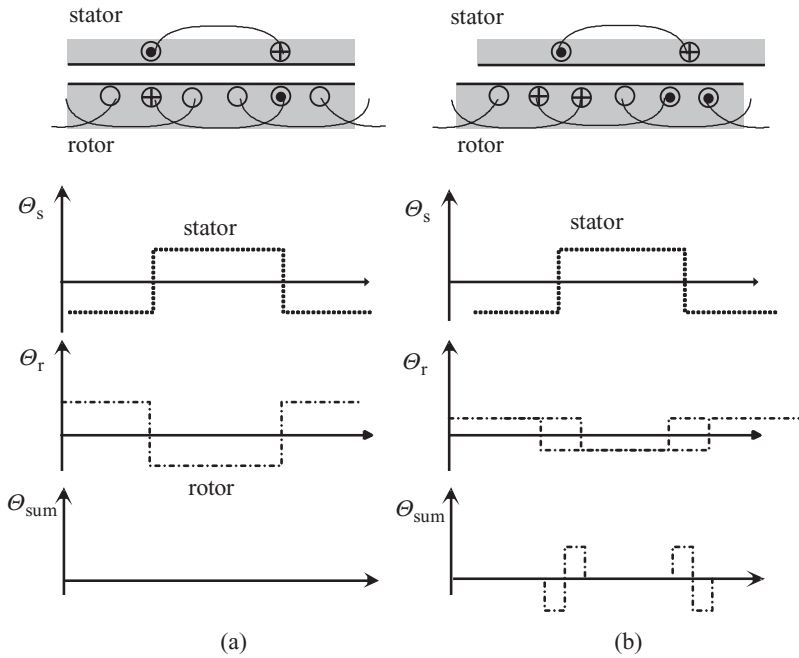 stator
rotor
Θs
stator
Θr
rotor
Θsum
(a)
stator
rotor
Θs
stator
Θr
Θsum
(b)